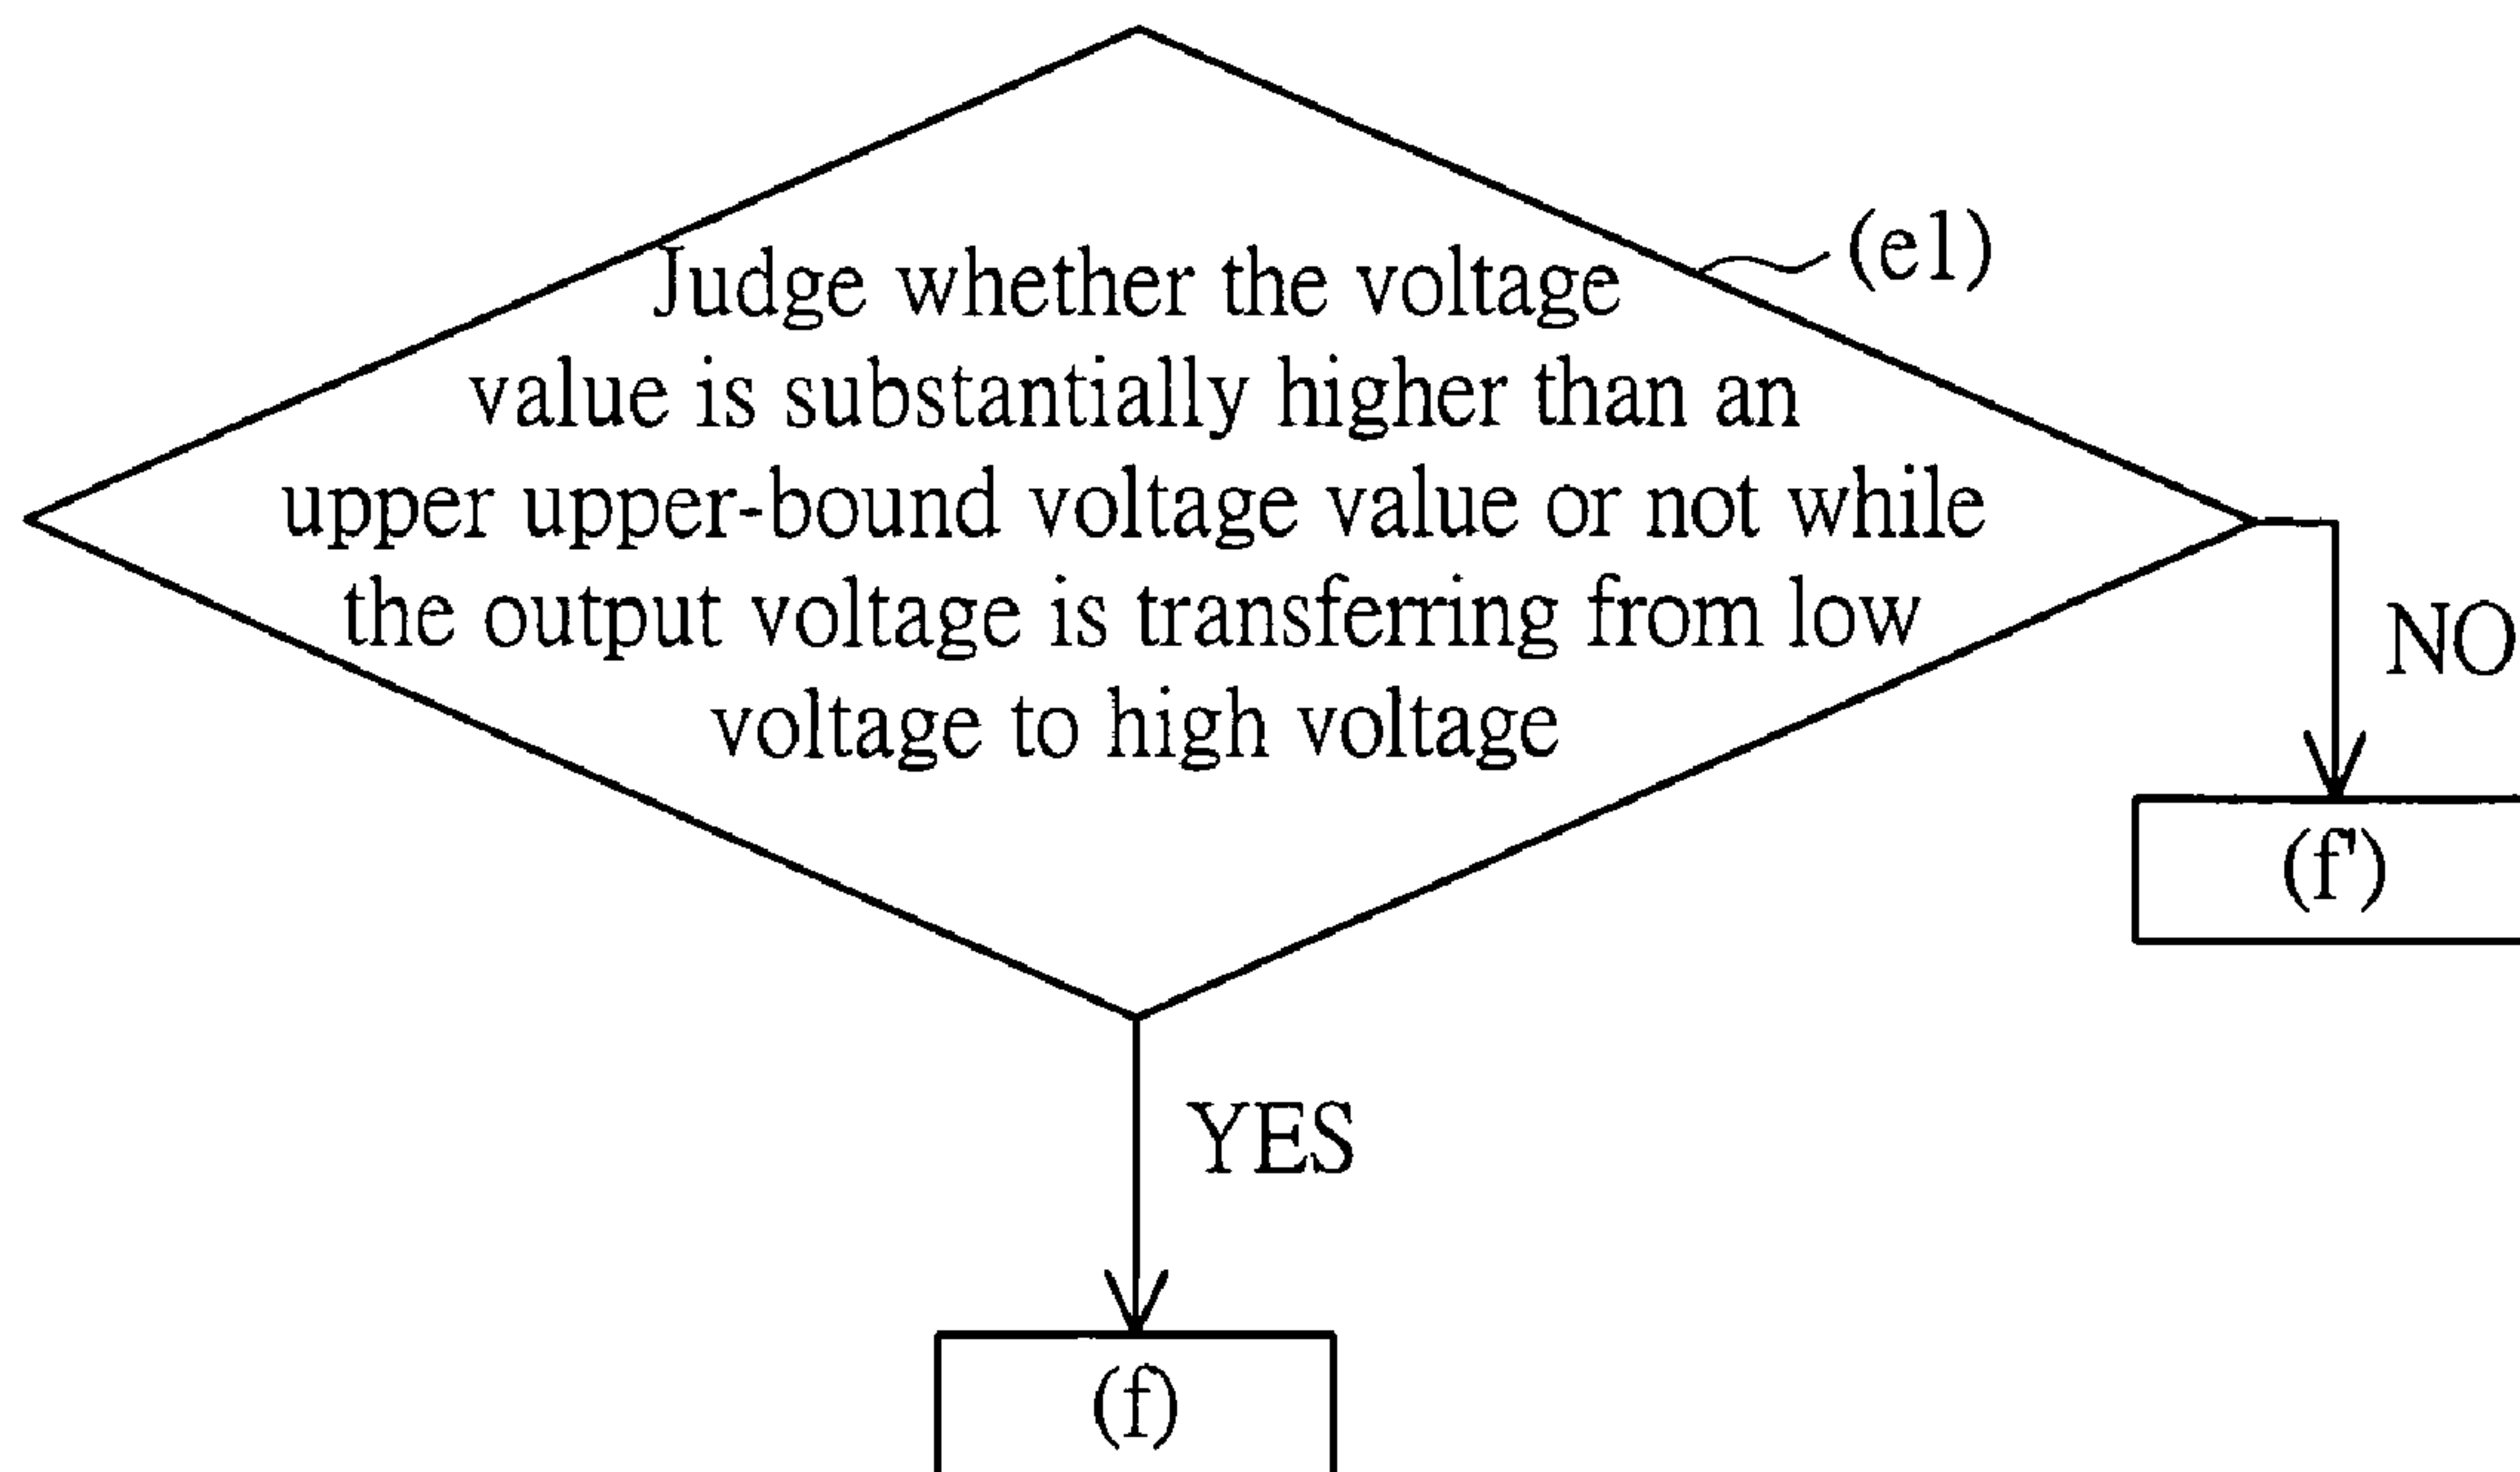 Judge whether the voltage
value is substantially higher than an
upper upper-bound voltage value or not while
the output voltage is transferring from low
voltage to high voltage
(e1)
NO
(f')
YES
(f)